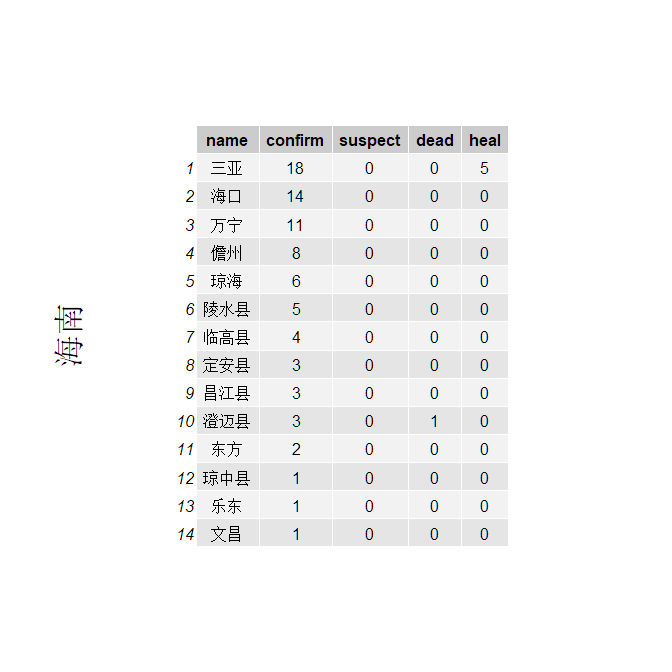 海南
name confirm suspect dead heal
1 三亚 18 0 0 5
2 海口 14 0 0 0
3 万宁 11 0 0 0
4 儋州 8 0 0 0
5 琼海 6 0 0 0
6 陵水县 5 0 0 0
7 临高县 4 0 0 0
8 定安县 3 0 0 0
9 昌江县 3 0 0 0
10 澄迈县 3 0 1 0
11 东方 2 0 0 0
12 琼中县 1 0 0 0
13 乐东 1 0 0 0
14 文昌 1 0 0 0